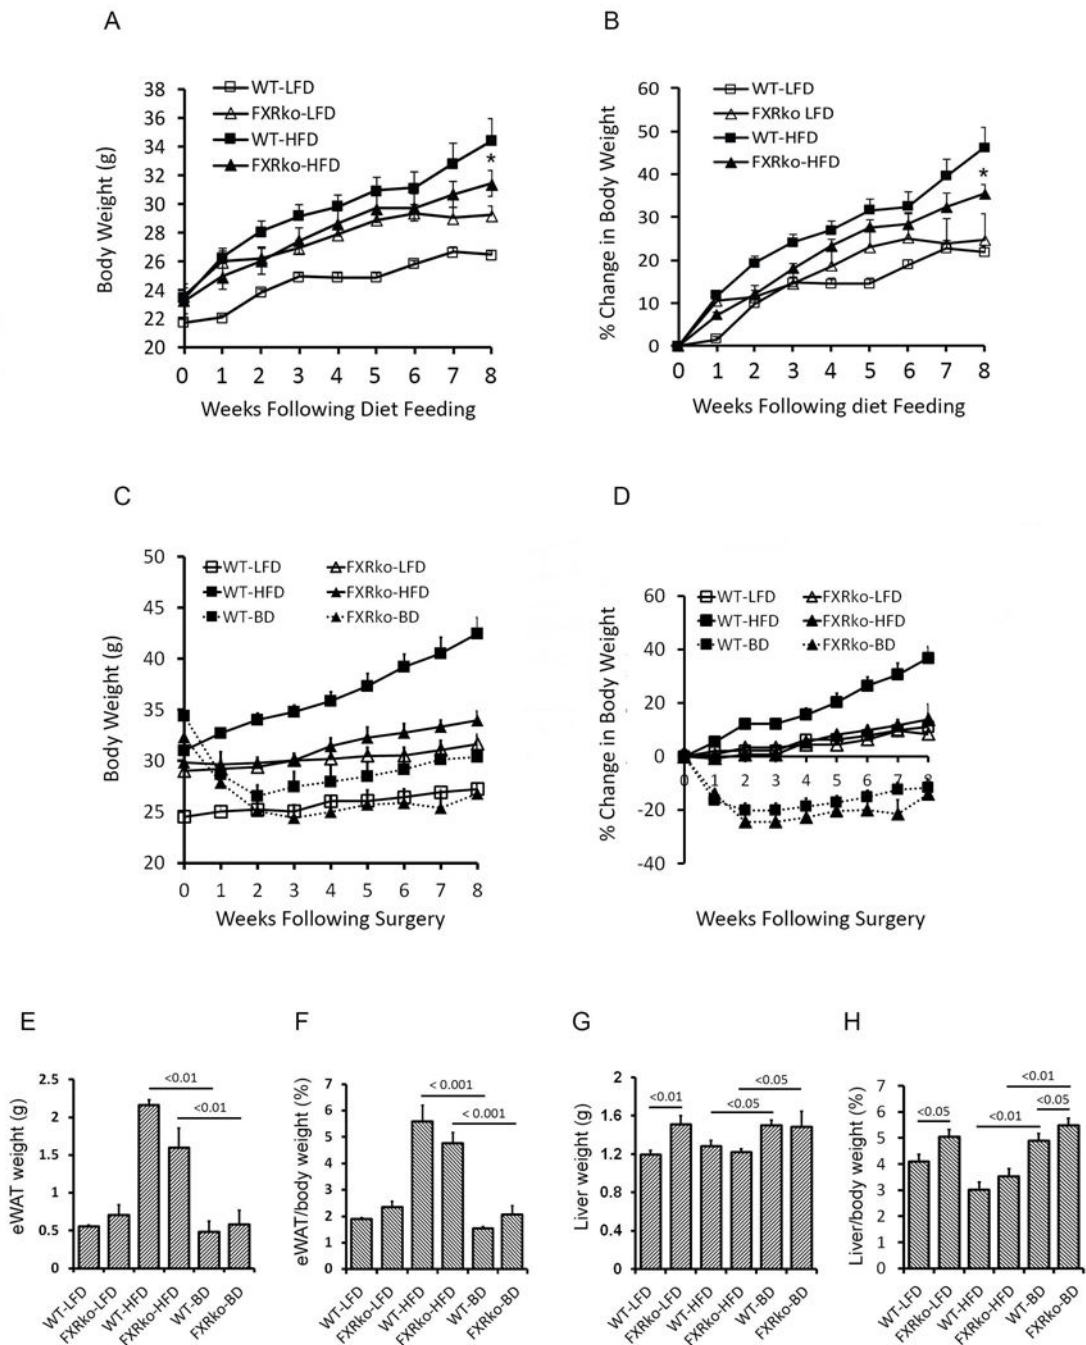 A
38
36
34
32
30
28
26
24
22
20
Body Weight (g)
WT-LFD
FXRko-LFD
WT-HFD
FXRko-HFD
*
0 1 2 3 4 5 6 7 8
Weeks Following Diet Feeding
B
60
50
40
30
20
10
0
% Change in Body Weight
WT-LFD
FXRko LFD
WT-HFD
FXRko-HFD
*
0 1 2 3 4 5 6 7 8
Weeks Following diet Feeding
C
50
45
40
35
30
25
20
Body Weight (g)
WT-LFD FXRko-LFD
WT-HFD FXRko-HFD
WT-BD FXRko-BD
0 1 2 3 4 5 6 7 8
Weeks Following Surgery
D
60
40
20
0
-20
-40
% Change in Body Weight
WT-LFD FXRko-LFD
WT-HFD FXRko-HFD
WT-BD FXRko-BD
0 1 2 3 4 5 6 7 8
Weeks Following Surgery
E
2.5
2
1.5
1
0.5
0
eWAT weight (g)
<0.01
<0.01
WT-LFD
FXRko-LFD
WT-HFD
FXRko-HFD
WT-BD
FXRko-BD
F
7
6
5
4
3
2
1
0
eWAT/body weight (%)
< 0.001
< 0.001
WT-LFD
FXRko-LFD
WT-HFD
FXRko-HFD
WT-BD
FXRko-BD
G
2
1.6
1.2
0.8
0.4
0
Liver weight (g)
<0.05
<0.01
<0.05
WT-LFD
FXRko-LFD
WT-HFD
FXRko-HFD
WT-BD
FXRko-BD
H
7
6
5
4
3
2
1
0
Liver/body weight (%)
<0.01
<0.05
<0.01
<0.05
WT-LFD
FXRko-LFD
WT-HFD
FXRko-HFD
WT-BD
FXRko-BD